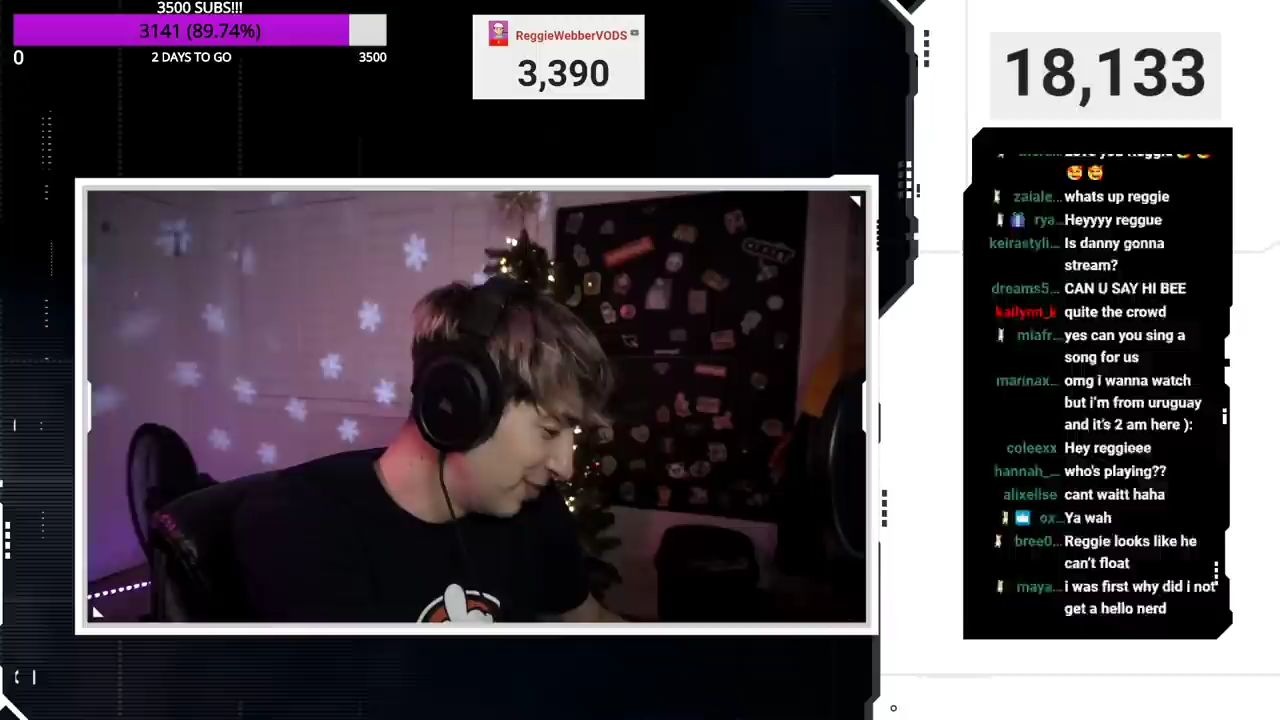 3500 SUBS!!!
3141 (89.74%)
0
2 DAYS TO GO
3500
ReggieWebberVODS
3,390
18,133
zaiale... whats up reggie
rya... Heyyyy reggue
keirastyli... Is danny gonna
stream?
dreams5... CAN U SAY HI BEE
kailynn_k quite the crowd
miafr... yes can you sing a
song for us
marinax... omg i wanna watch
but i'm from uruguay
and it's 2 am here ):
coleexx Hey reggieee
hannah_... who's playing??
alixelise cant waitt haha
ox... Ya wah
bree0... Reggie looks like he
can't float
maya... i was first why did i not
get a hello nerd